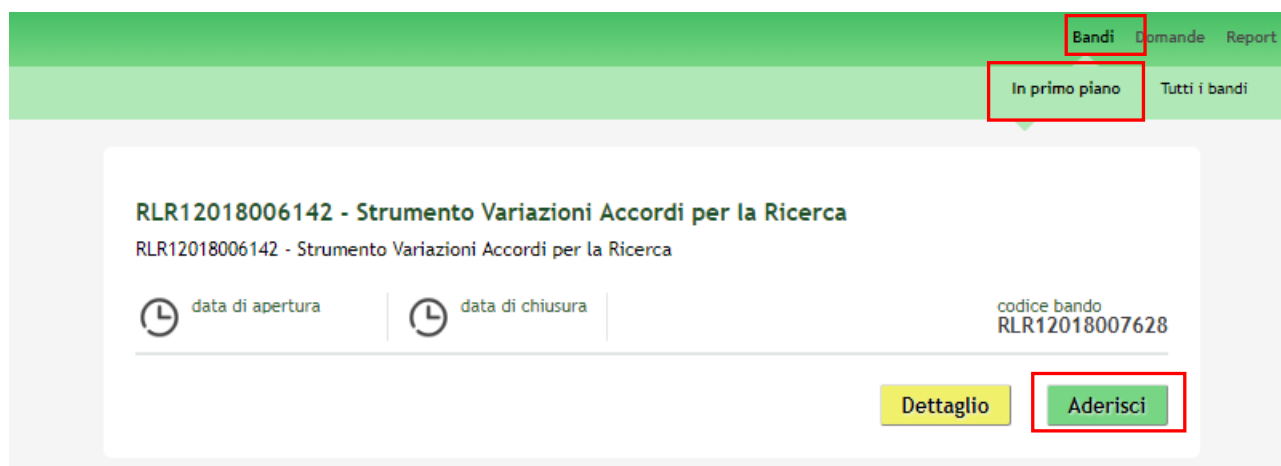 Bandi Domande Report
In primo piano Tutti i bandi
RLR12018006142 - Strumento Variazioni Accordi per la Ricerca
RLR12018006142 - Strumento Variazioni Accordi per la Ricerca
data di apertura data di chiusura codice bando
RLR12018007628
Dettaglio Aderisci